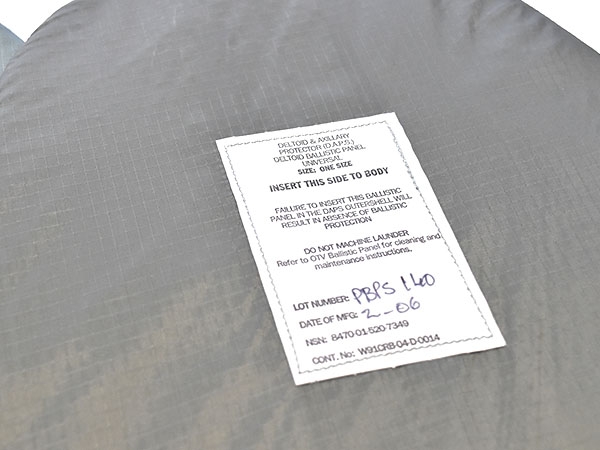 DELTOID & AXILLARY
PROTECTOR (D.A.P.S.)
DELTOID BALLISTIC PANEL
UNIVERSAL
SIZE: ONE SIZE
INSERT THIS SIDE TO BODY
FAILURE TO INSERT THIS BALLISTIC
PANEL IN THE DAPS OUTERSHELL WILL
RESULT IN ABSENCE OF BALLISTIC
PROTECTION
DO NOT MACHINE LAUNDER
Refer to OTV Ballistic Panel for cleaning and
maintenance instructions.
LOT NUMBER: PBPS 140
DATE OF MFG: 2-06
NSN: 8470-01-520-7349
CONT. No: W91CRB-04-D-0014